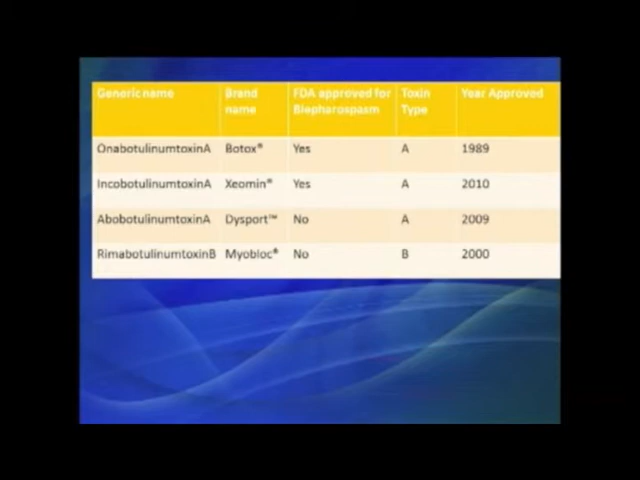 Generic name Brand name FDA approved for Blepharospasm Toxin Type Year Approved
OnabotulinumtoxinA Botox® Yes A 1989
IncobotulinumtoxinA Xeomin® Yes A 2010
AbobotulinumtoxinA Dysport™ No A 2009
RimabotulinumtoxinB Myobloc® No B 2000